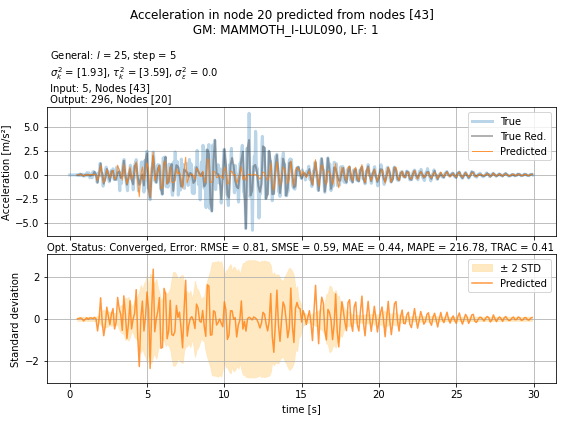 Acceleration in node 20 predicted from nodes [43]
GM: MAMMOTH_I-LUL090, LF: 1
General: l = 25, step = 5
σ²ₖ = [1.93], τ²ₖ = [3.59], σ²ε = 0.0
Input: 5, Nodes [43]
Output: 296, Nodes [20]
Acceleration [m/s²]
5.0
2.5
0.0
−2.5
−5.0
True
True Red.
Predicted
Opt. Status: Converged, Error: RMSE = 0.81, SMSE = 0.59, MAE = 0.44, MAPE = 216.78, TRAC = 0.41
Standard deviation
2
0
−2
± 2 STD
Predicted
0 5 10 15 20 25 30
time [s]